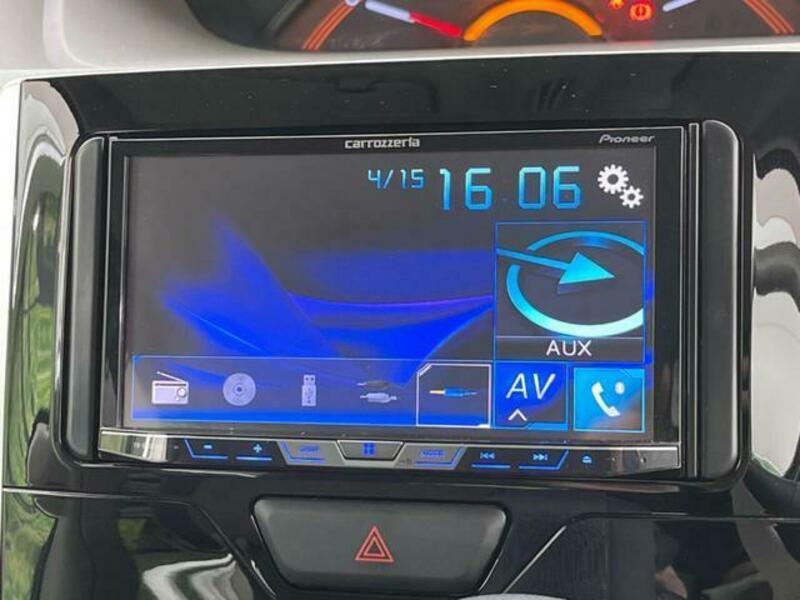 carrozzeria
Pioneer
4/15 16 06
AUX
AV
- +